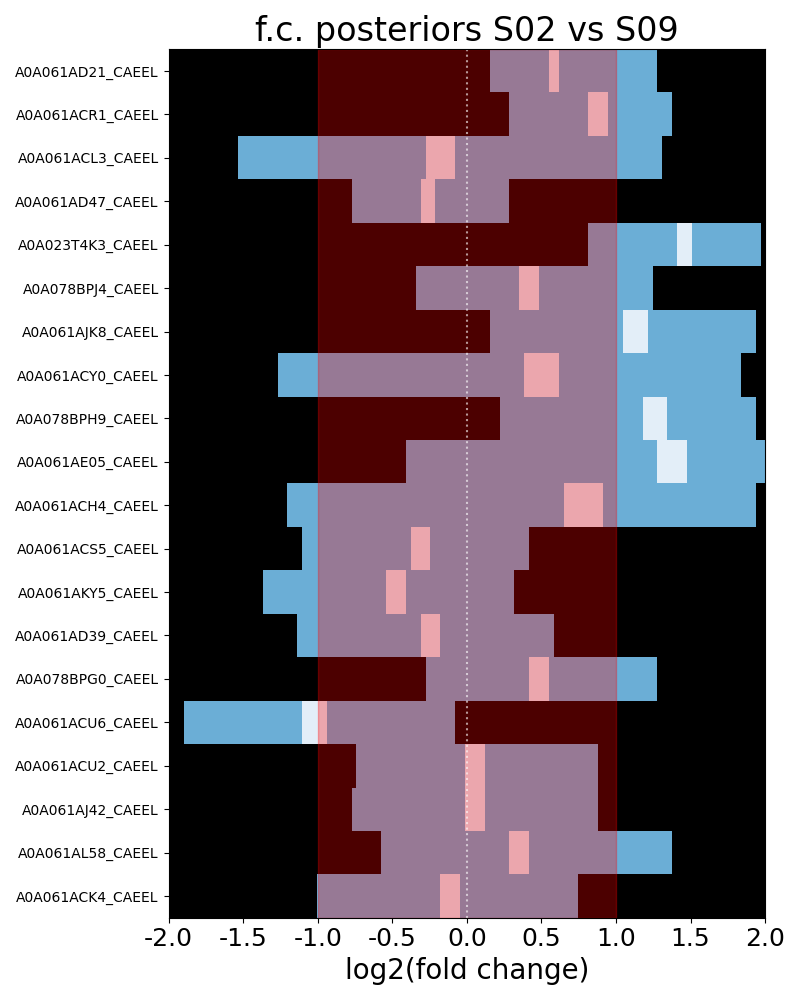 f.c. posteriors S02 vs S09
A0A061AD21_CAEEL
A0A061ACR1_CAEEL
A0A061ACL3_CAEEL
A0A061AD47_CAEEL
A0A023T4K3_CAEEL
A0A078BPJ4_CAEEL
A0A061AJK8_CAEEL
A0A061ACY0_CAEEL
A0A078BPH9_CAEEL
A0A061AE05_CAEEL
A0A061ACH4_CAEEL
A0A061ACS5_CAEEL
A0A061AKY5_CAEEL
A0A061AD39_CAEEL
A0A078BPG0_CAEEL
A0A061ACU6_CAEEL
A0A061ACU2_CAEEL
A0A061AJ42_CAEEL
A0A061AL58_CAEEL
A0A061ACK4_CAEEL
-2.0 -1.5 -1.0 -0.5 0.0 0.5 1.0 1.5 2.0
log2(fold change)